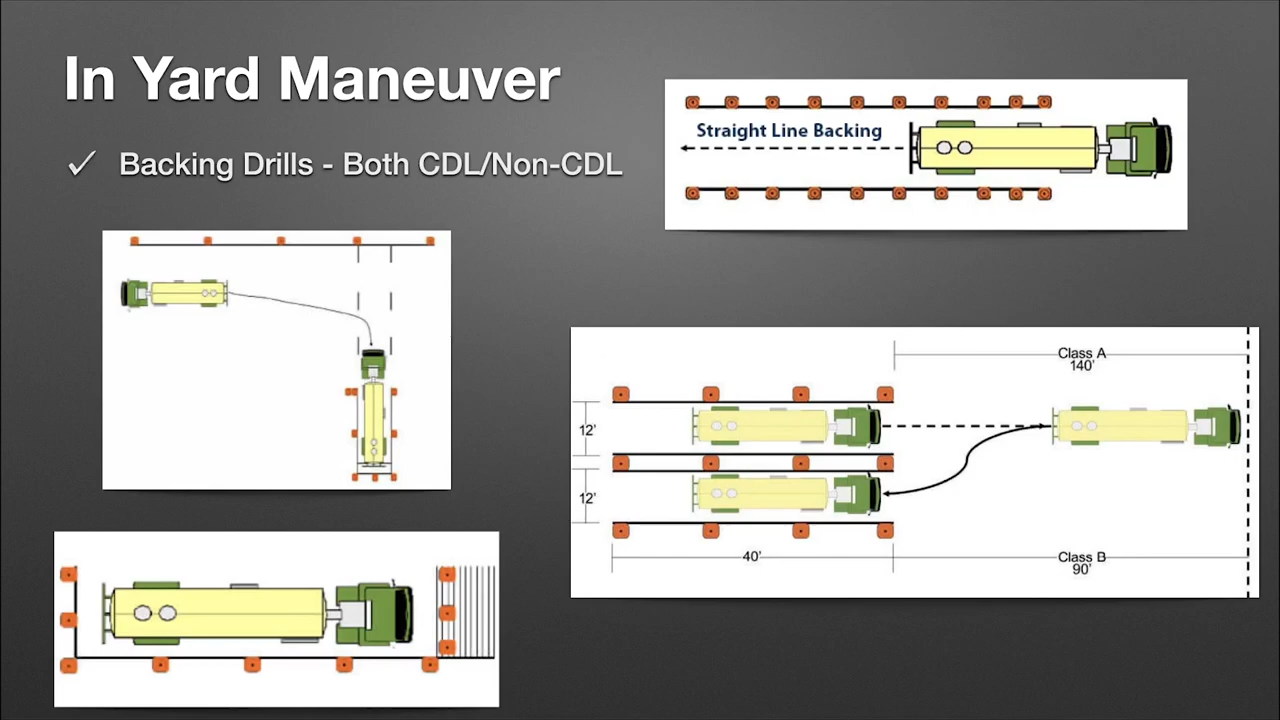 In Yard Maneuver
✓ Backing Drills - Both CDL/Non-CDL
Straight Line Backing
Class A
140'
12'
12'
40'
Class B
90'